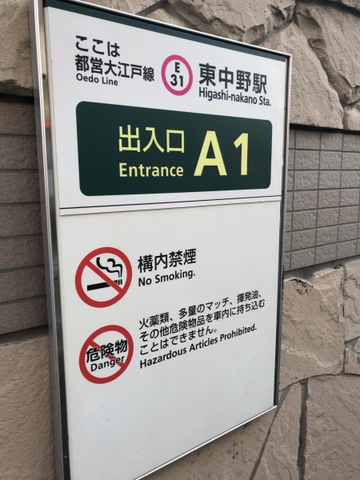 ここは
都営大江戸線
Oedo Line
E
31
東中野駅
Higashi-nakano Sta.
出入口
Entrance
A1
構内禁煙
No Smoking.
危険物
Danger
火薬類、多量のマッチ、揮発油、
その他危険物品を車内に持ち込む
ことはできません。
Hazardous Articles Prohibited.